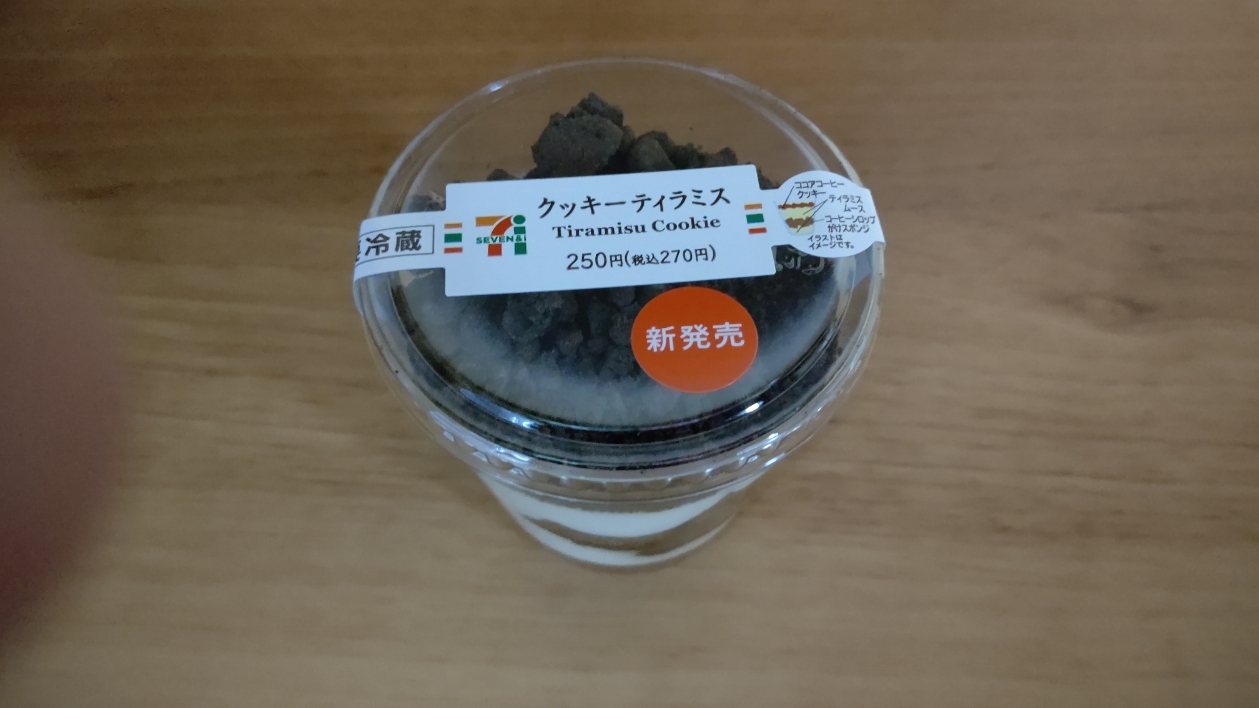 冷蔵
SEVEN&i
クッキーティラミス
Tiramisu Cookie
250円(税込270円)
ココアコーヒー
クッキー
ティラミス
ムース
コーヒーシロップ
がけスポンジ
イラストは
イメージです。
新発売